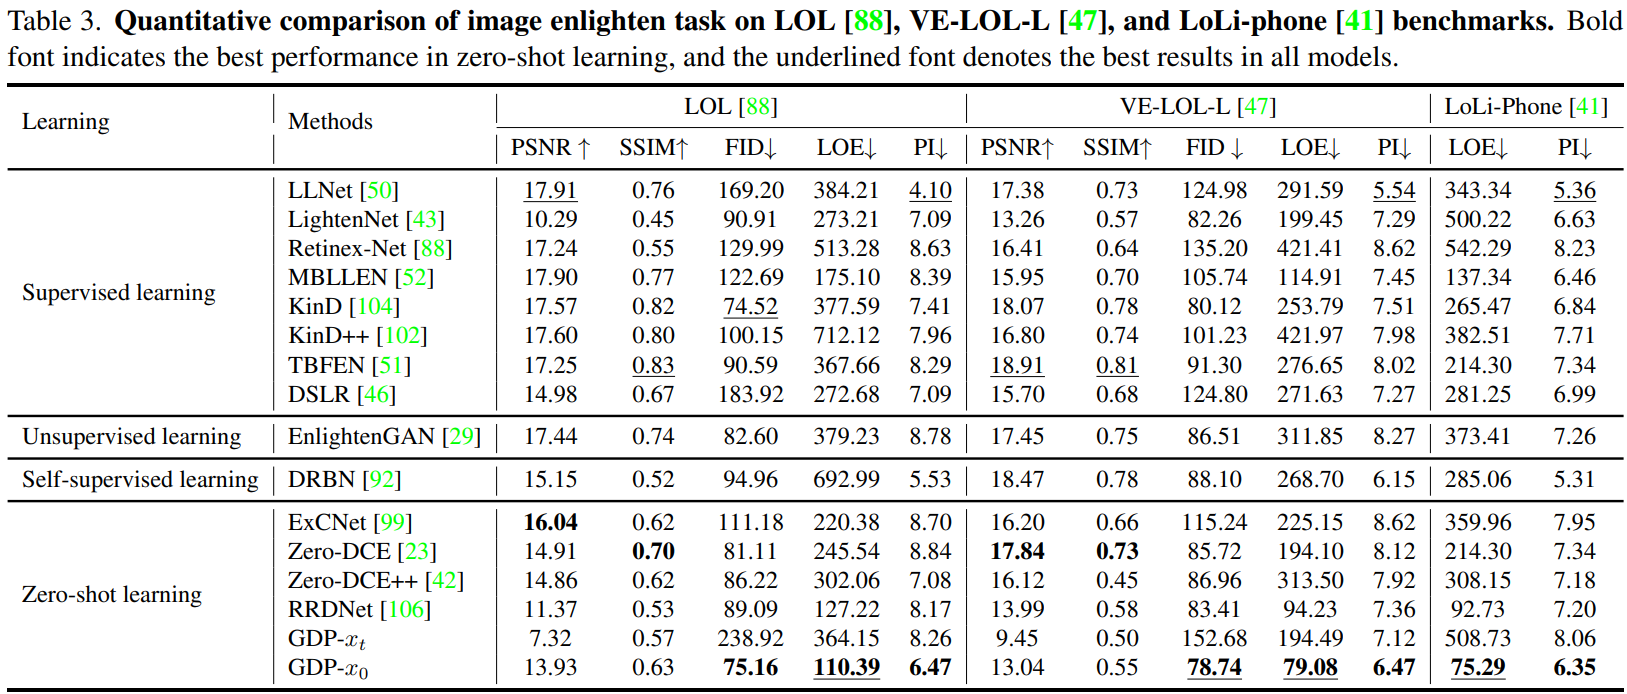 Table 3. Quantitative comparison of image enlighten task on LOL [88], VE-LOL-L [47], and LoLi-phone [41] benchmarks. Bold
font indicates the best performance in zero-shot learning, and the underlined font denotes the best results in all models.
Learning Methods LOL [88] VE-LOL-L [47] LoLi-Phone [41]
PSNR ↑ SSIM↑ FID↓ LOE↓ PI↓ PSNR↑ SSIM↑ FID ↓ LOE↓ PI↓ LOE↓ PI↓
Supervised learning
LLNet [50] 17.91 0.76 169.20 384.21 4.10 17.38 0.73 124.98 291.59 5.54 343.34 5.36
LightenNet [43] 10.29 0.45 90.91 273.21 7.09 13.26 0.57 82.26 199.45 7.29 500.22 6.63
Retinex-Net [88] 17.24 0.55 129.99 513.28 8.63 16.41 0.64 135.20 421.41 8.62 542.29 8.23
MBLLEN [52] 17.90 0.77 122.69 175.10 8.39 15.95 0.70 105.74 114.91 7.45 137.34 6.46
KinD [104] 17.57 0.82 74.52 377.59 7.41 18.07 0.78 80.12 253.79 7.51 265.47 6.84
KinD++ [102] 17.60 0.80 100.15 712.12 7.96 16.80 0.74 101.23 421.97 7.98 382.51 7.71
TBFEN [51] 17.25 0.83 90.59 367.66 8.29 18.91 0.81 91.30 276.65 8.02 214.30 7.34
DSLR [46] 14.98 0.67 183.92 272.68 7.09 15.70 0.68 124.80 271.63 7.27 281.25 6.99
Unsupervised learning EnlightenGAN [29] 17.44 0.74 82.60 379.23 8.78 17.45 0.75 86.51 311.85 8.27 373.41 7.26
Self-supervised learning DRBN [92] 15.15 0.52 94.96 692.99 5.53 18.47 0.78 88.10 268.70 6.15 285.06 5.31
Zero-shot learning
ExCNet [99] 16.04 0.62 111.18 220.38 8.70 16.20 0.66 115.24 225.15 8.62 359.96 7.95
Zero-DCE [23] 14.91 0.70 81.11 245.54 8.84 17.84 0.73 85.72 194.10 8.12 214.30 7.34
Zero-DCE++ [42] 14.86 0.62 86.22 302.06 7.08 16.12 0.45 86.96 313.50 7.92 308.15 7.18
RRDNet [106] 11.37 0.53 89.09 127.22 8.17 13.99 0.58 83.41 94.23 7.36 92.73 7.20
GDP-xt 7.32 0.57 238.92 364.15 8.26 9.45 0.50 152.68 194.49 7.12 508.73 8.06
GDP-x0 13.93 0.63 75.16 110.39 6.47 13.04 0.55 78.74 79.08 6.47 75.29 6.35